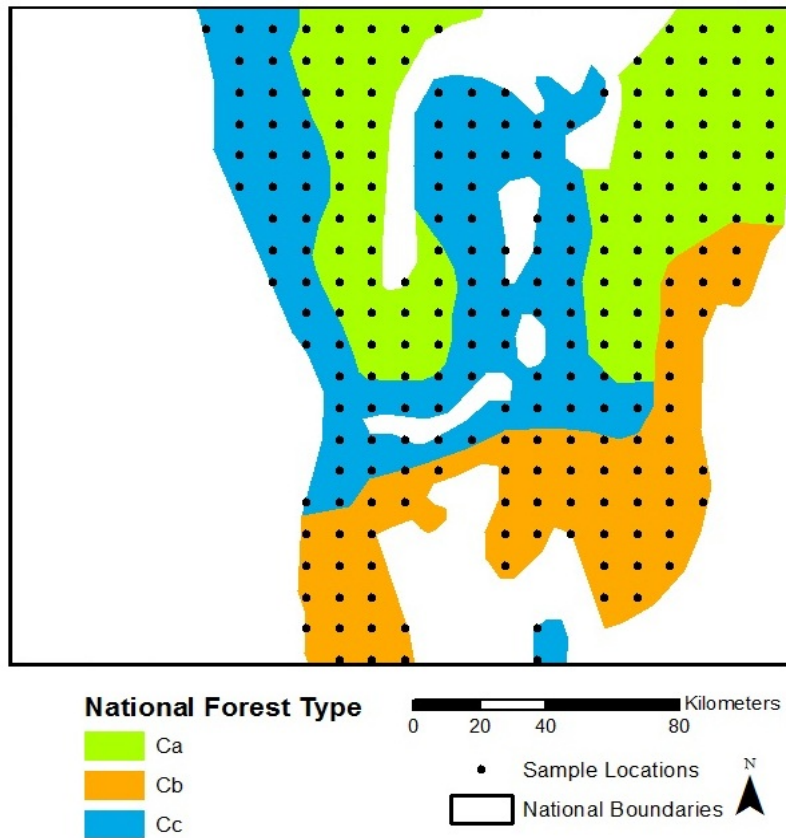 National Forest Type
Ca
Cb
Cc
Kilometers
0 20 40 80
Sample Locations
National Boundaries
N